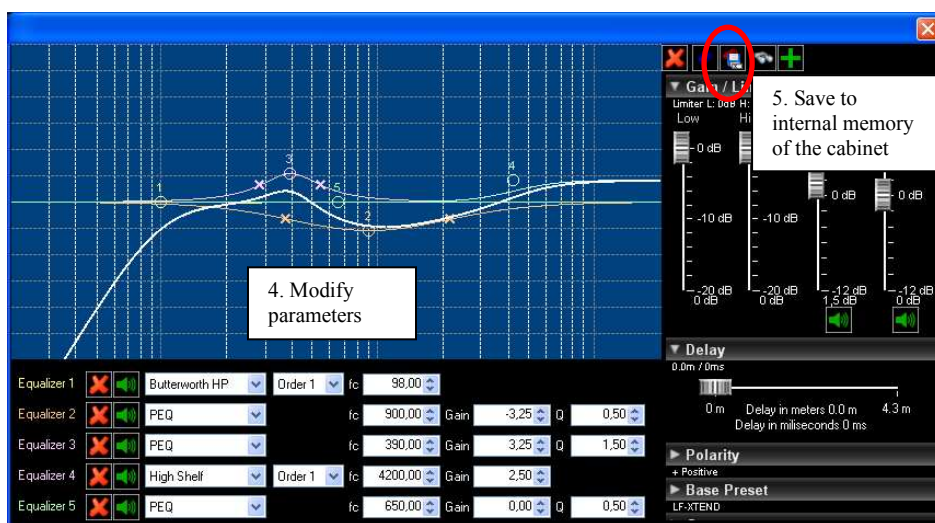 Gain / Li
Limiter L: 0dB H:
Low Hi
5. Save to
internal memory
of the cabinet
0 dB
0 dB 0 dB
-10 dB -10 dB
-20 dB -20 dB -12 dB -12 dB
0 dB 0 dB 1,5 dB 0 dB
1 2 3 4 5
4. Modify
parameters
Delay
0.0m / 0ms
0 m Delay in meters 0.0 m 4.3 m
Delay in miliseconds 0 ms
Polarity
+ Positive
Base Preset
LF-XTEND
Equalizer 1 Butterworth HP Order 1 fc 98,00
Equalizer 2 PEQ fc 900,00 Gain -3,25 Q 0,50
Equalizer 3 PEQ fc 390,00 Gain 3,25 Q 1,50
Equalizer 4 High Shelf Order 1 fc 4200,00 Gain 2,50
Equalizer 5 PEQ fc 650,00 Gain 0,00 Q 0,50